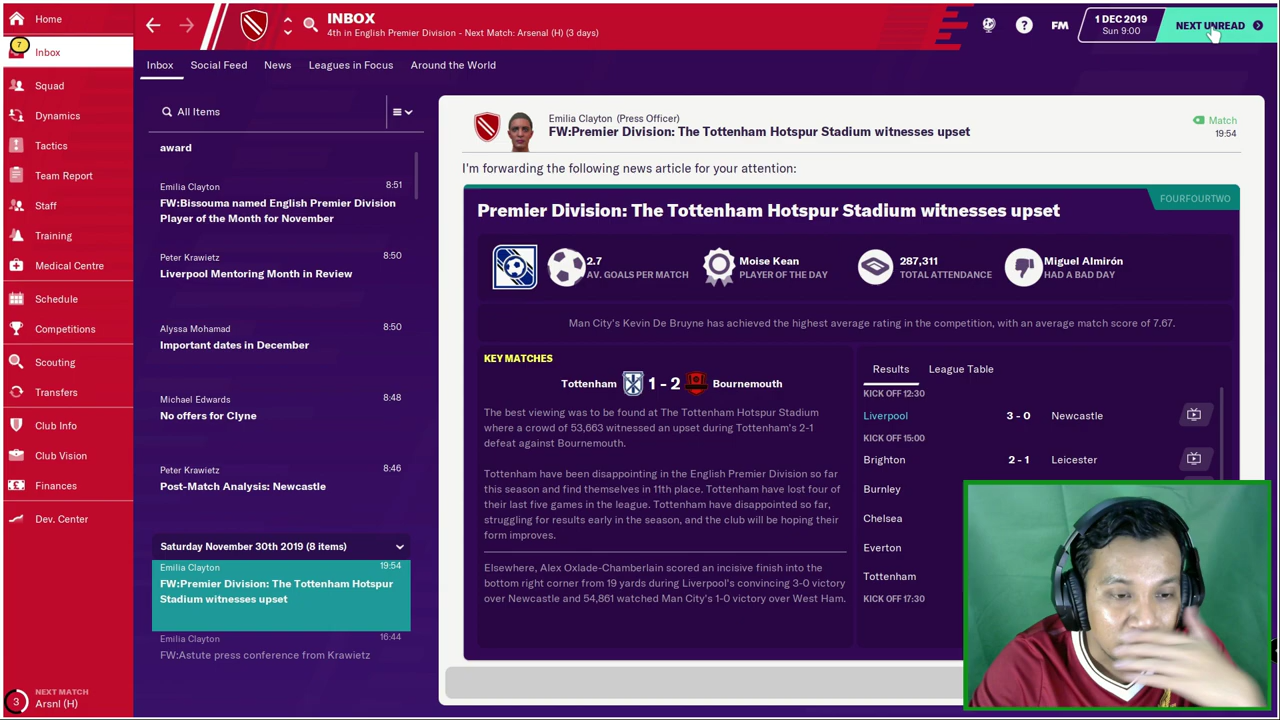 Home
7
Inbox
Squad
Dynamics
Tactics
Team Report
Staff
Training
Medical Centre
Schedule
Competitions
Scouting
Transfers
Club Info
Club Vision
Finances
Dev. Center
3
NEXT MATCH
Arsnl (H)
INBOX
4th in English Premier Division - Next Match: Arsenal (H) (3 days)
?
FM
1 DEC 2019
Sun 9:00
NEXT UNREAD
Inbox
Social Feed
News
Leagues in Focus
Around the World
All Items
award
Emilia Clayton
8:51
FW:Bissouma named English Premier Division
Player of the Month for November
Peter Krawietz
8:50
Liverpool Mentoring Month in Review
Alyssa Mohamad
8:50
Important dates in December
Michael Edwards
8:48
No offers for Clyne
Peter Krawietz
8:46
Post-Match Analysis: Newcastle
Saturday November 30th 2019 (8 items)
Emilia Clayton
19:54
FW:Premier Division: The Tottenham Hotspur
Stadium witnesses upset
Emilia Clayton
16:44
FW:Astute press conference from Krawietz
Emilia Clayton (Press Officer)
FW:Premier Division: The Tottenham Hotspur Stadium witnesses upset
Match
19:54
I'm forwarding the following news article for your attention:
FOURFOURTWO
Premier Division: The Tottenham Hotspur Stadium witnesses upset
2.7
AV. GOALS PER MATCH
Moise Kean
PLAYER OF THE DAY
287,311
TOTAL ATTENDANCE
Miguel Almirón
HAD A BAD DAY
Man City's Kevin De Bruyne has achieved the highest average rating in the competition, with an average match score of 7.67.
KEY MATCHES
Tottenham 1 - 2 Bournemouth
The best viewing was to be found at The Tottenham Hotspur Stadium
where a crowd of 53,663 witnessed an upset during Tottenham's 2-1
defeat against Bournemouth.
Tottenham have been disappointing in the English Premier Division so far
this season and find themselves in 11th place. Tottenham have lost four of
their last five games in the league. Tottenham have disappointed so far,
struggling for results early in the season, and the club will be hoping their
form improves.
Elsewhere, Alex Oxlade-Chamberlain scored an incisive finish into the
bottom right corner from 19 yards during Liverpool's convincing 3-0 victory
over Newcastle and 54,861 watched Man City's 1-0 victory over West Ham.
Results
League Table
KICK OFF 12:30
Liverpool 3 - 0 Newcastle
KICK OFF 15:00
Brighton 2 - 1 Leicester
Burnley
Chelsea
Everton
Tottenham
KICK OFF 17:30